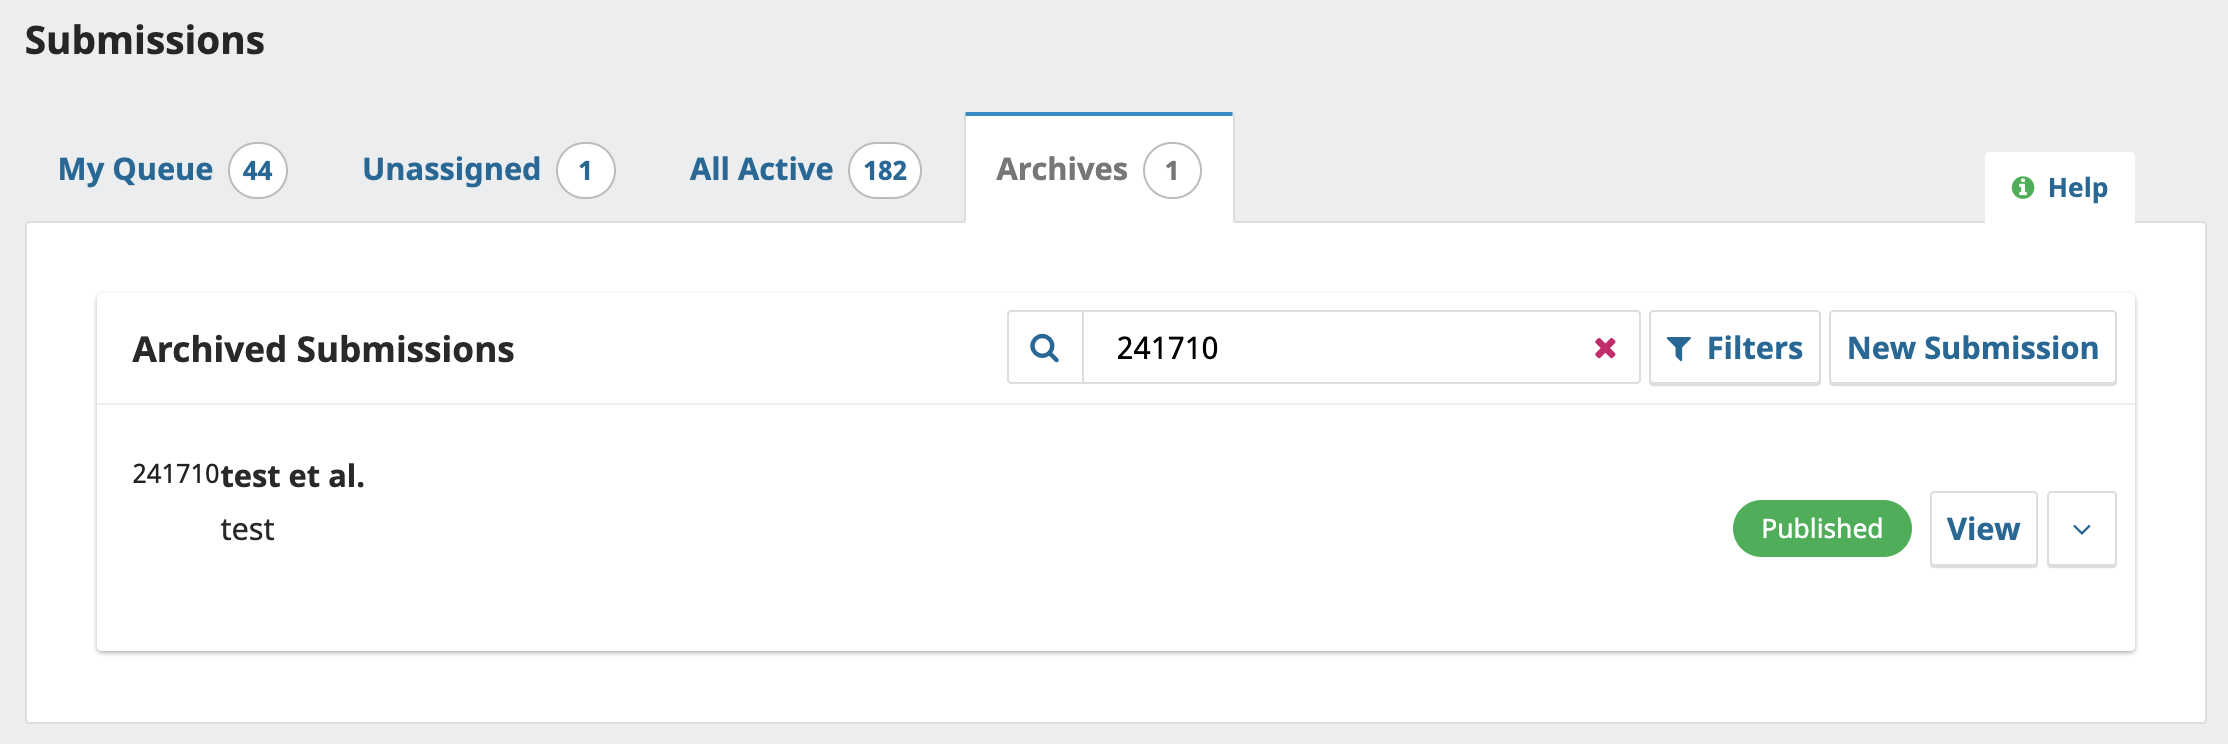 Submissions
My Queue 44 Unassigned 1 All Active 182 Archives 1 Help
Archived Submissions 241710 Filters New Submission
241710 test et al.
test Published View